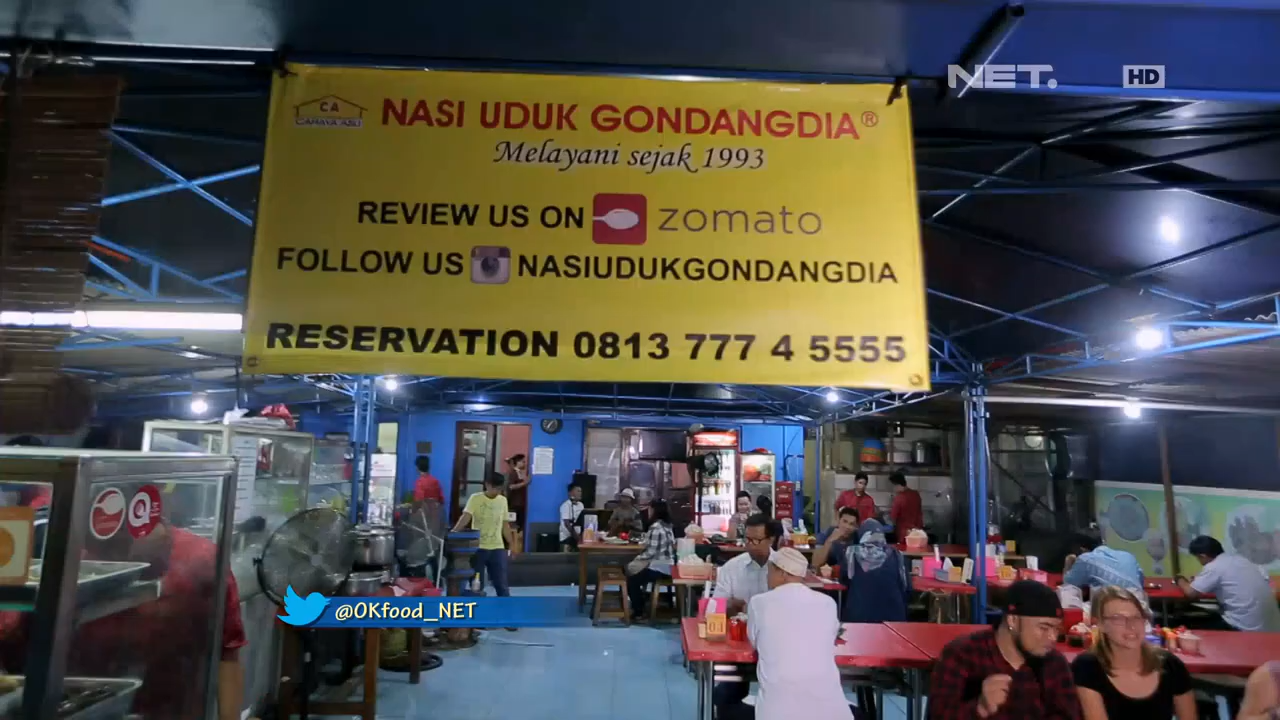 NET. HD
CA
CAHAYA ASLI
NASI UDUK GONDANGDIA®
Melayani sejak 1993
REVIEW US ON zomato
FOLLOW US NASIUDUKGONDANGDIA
RESERVATION 0813 777 4 5555
@OKfood_NET